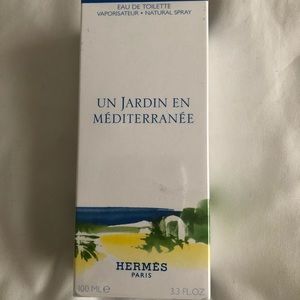 EAU DE TOILETTE
VAPORISATEUR • NATURAL SPRAY
UN JARDIN EN
MÉDITERRANÉE
HERMÈS
PARIS
100 ML e 3.3 FL.OZ